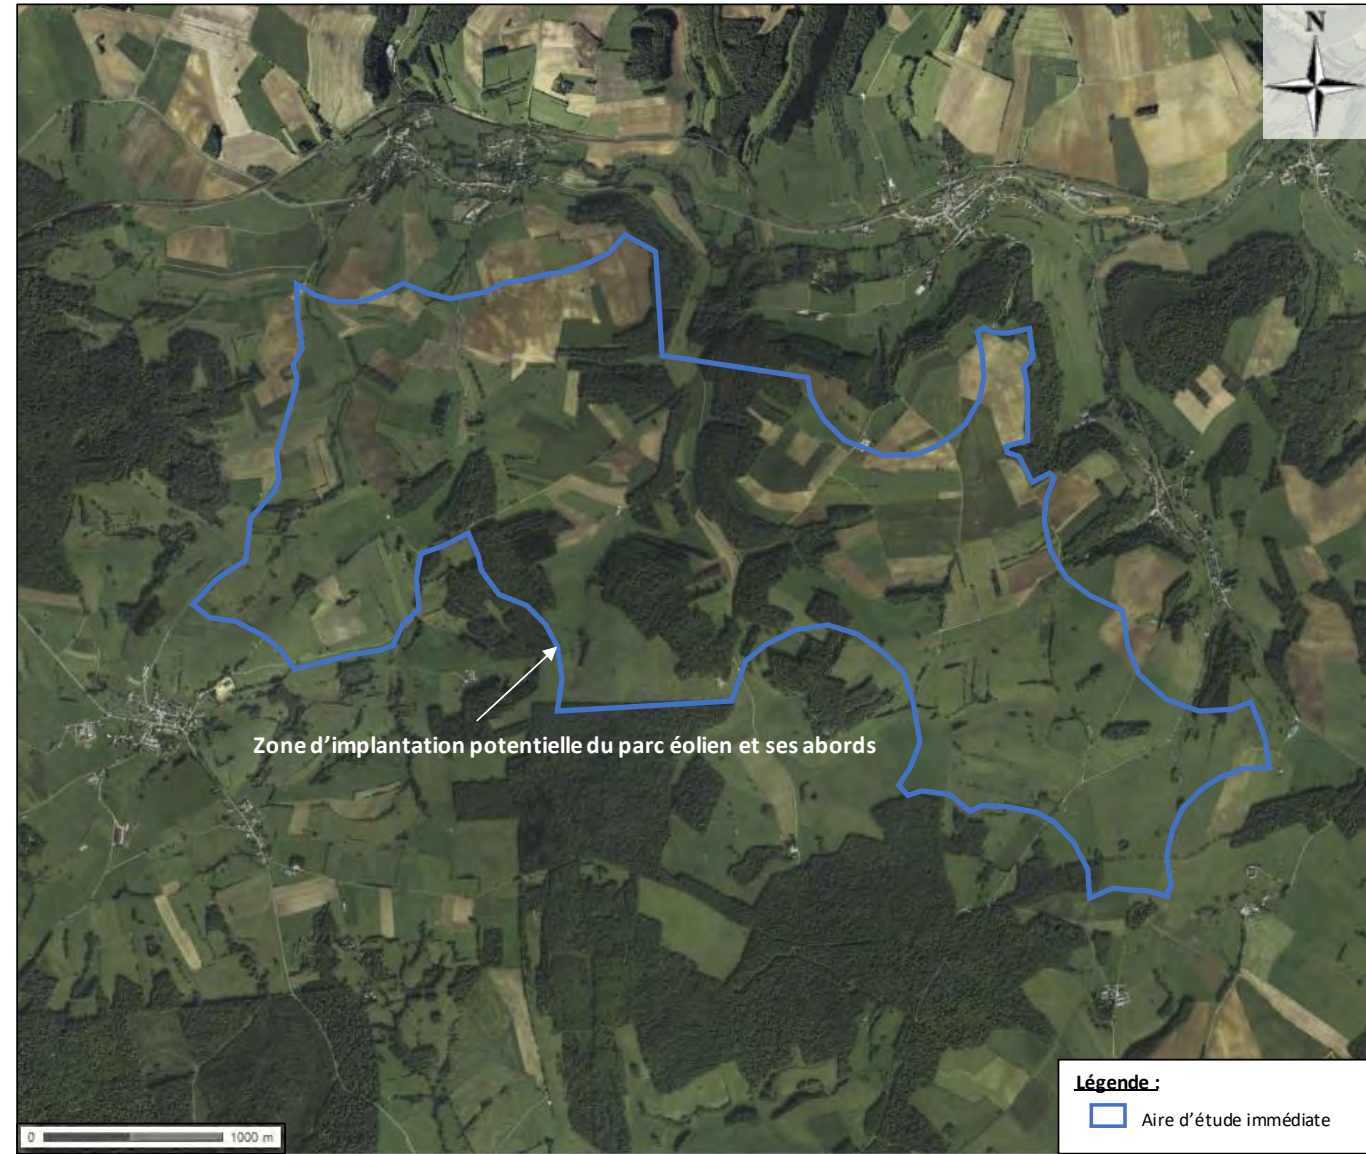 N
Zone d’implantation potentielle du parc éolien et ses abords
Légende :
Aire d’étude immédiate
0 1000 m